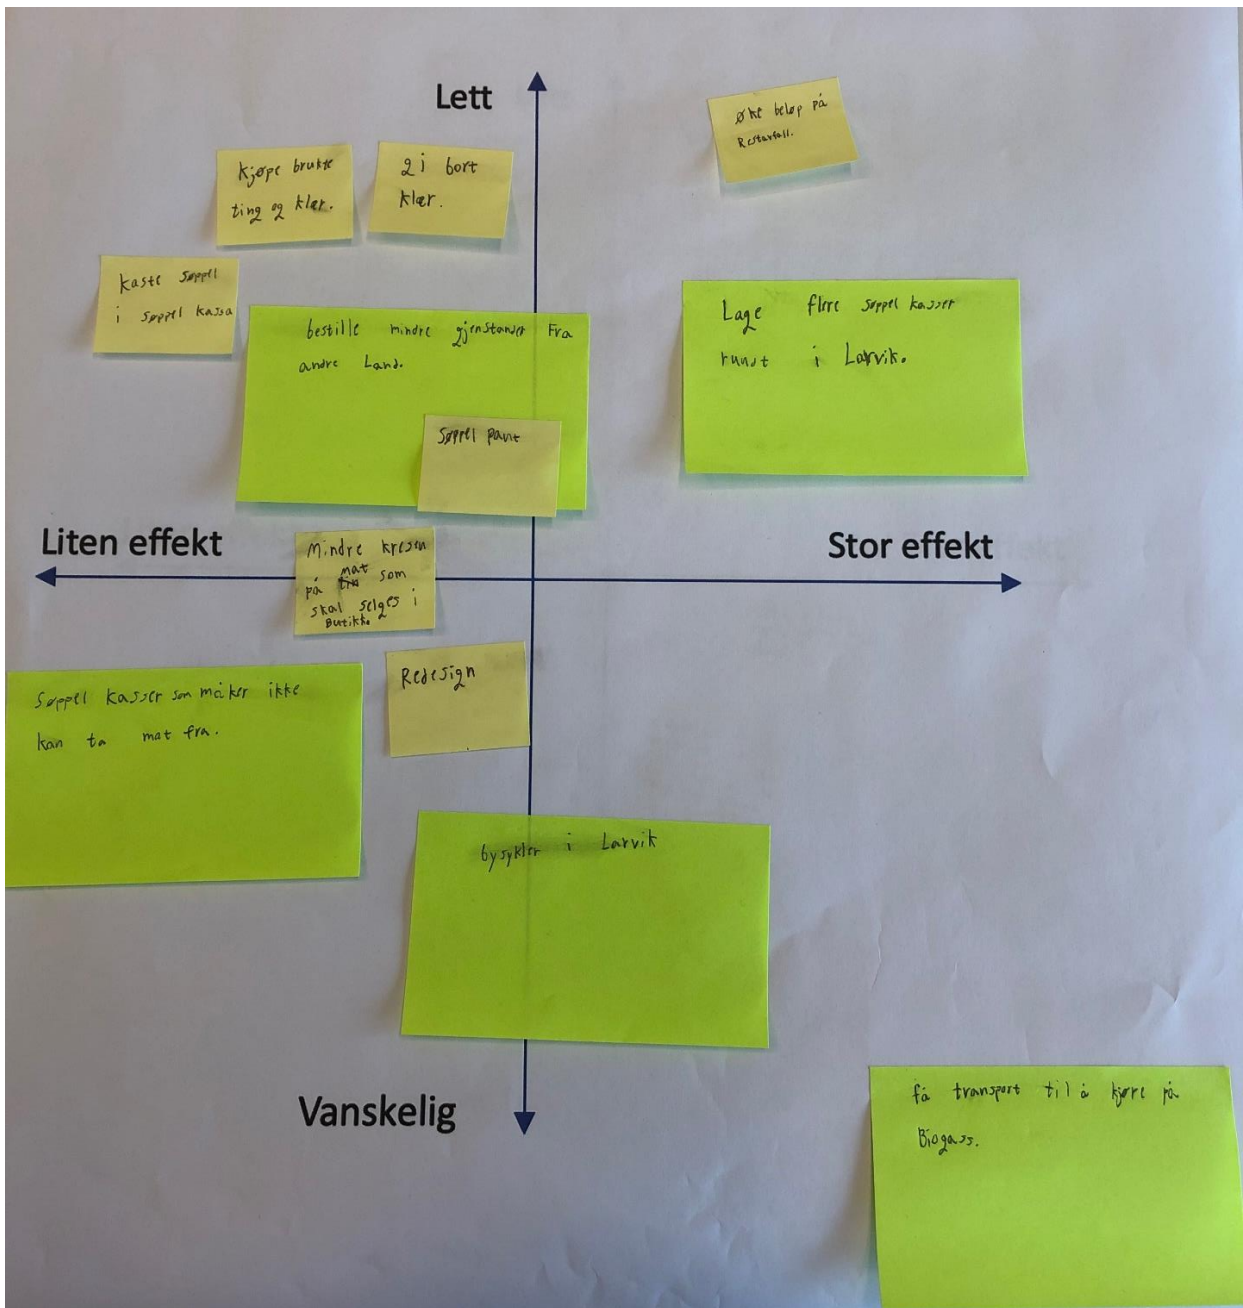 Lett
øke beløp på
Restavfall.
Kjøpe brukte
ting og klær.
gi bort
klær.
kaste søppel
i søppel kassa
bestille mindre gjenstander Fra
andre Land.
Lage flere søppel kasser
rundt i Larvik.
Søppel pant
Liten effekt
Stor effekt
Mindre kresen
mat
på som
skal selges i
Butikk.
Redesign
Søppel kasser som måker ikke
kan ta mat fra.
bysykler i Larvik
få transport til å kjøre på
Biogass.
Vanskelig